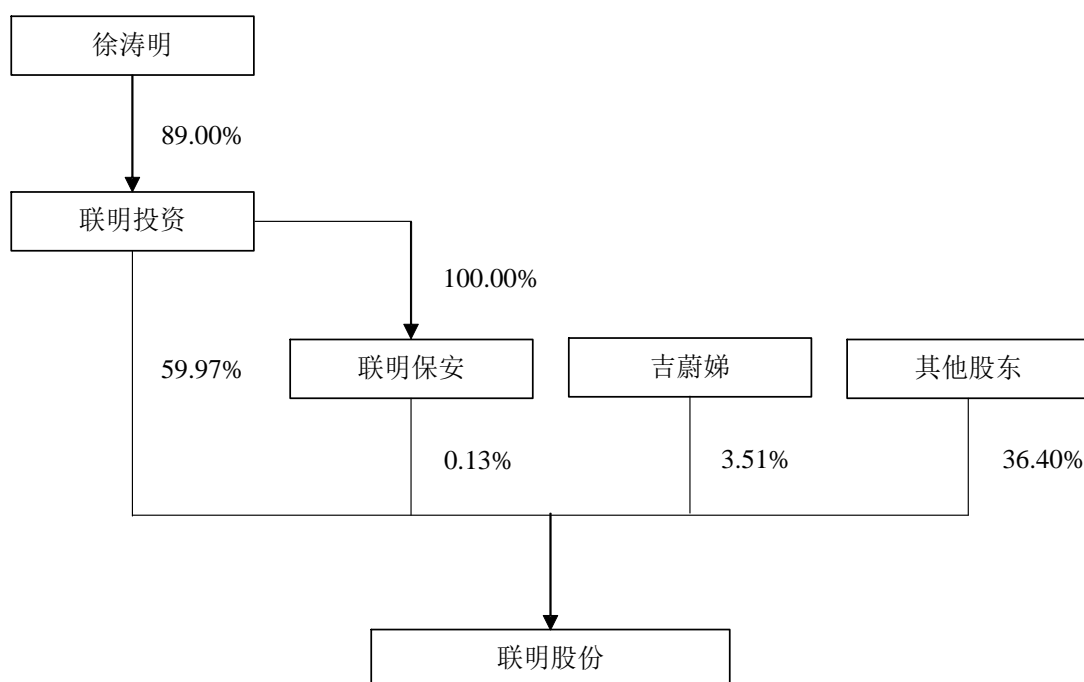 徐涛明
89.00%
联明投资
100.00%
59.97%
联明保安
吉蔚娣
其他股东
0.13%
3.51%
36.40%
联明股份